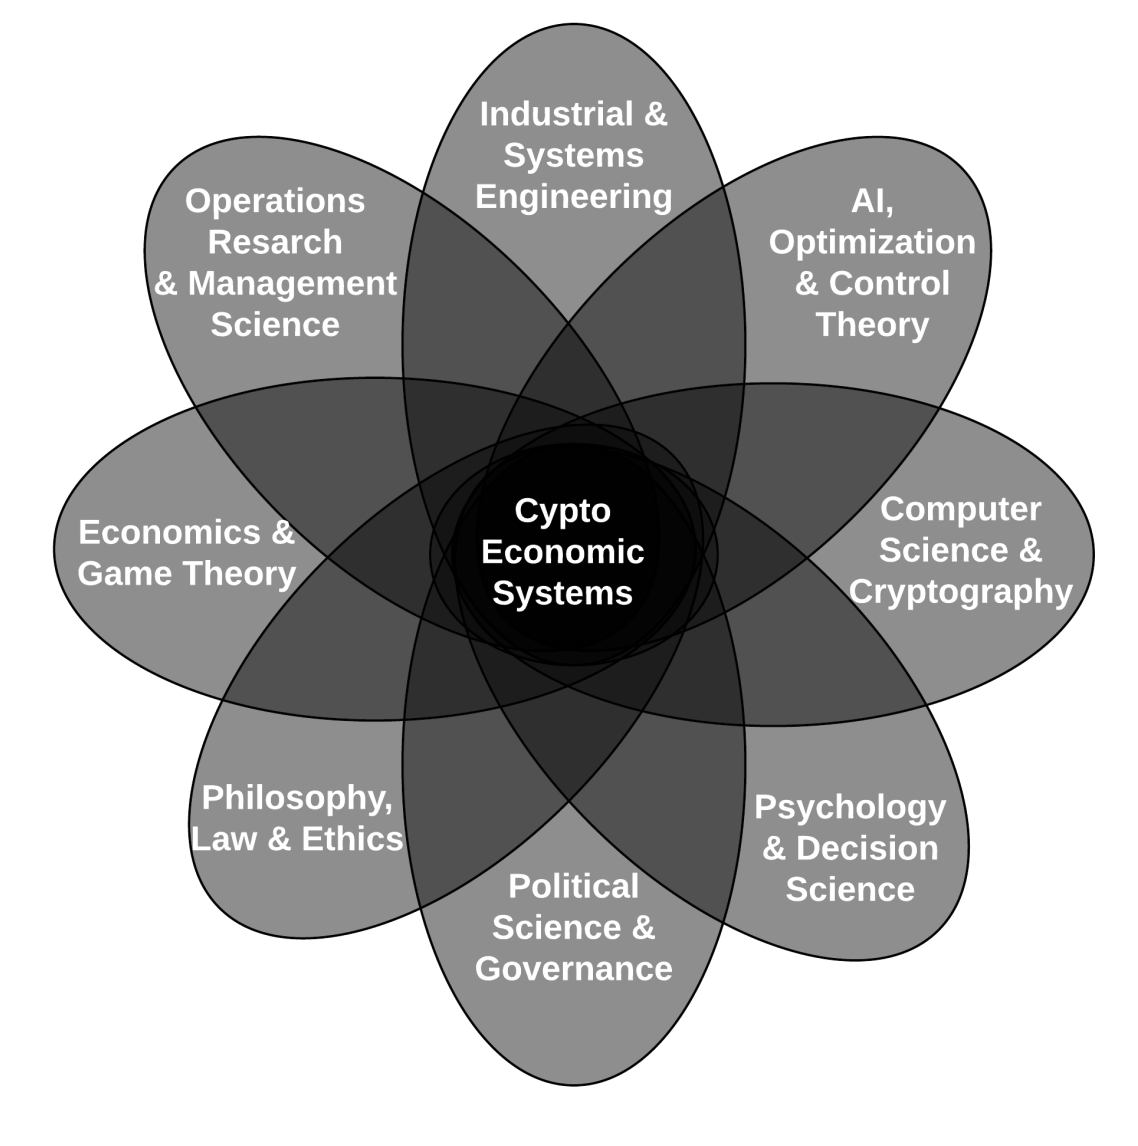 Industrial &
Systems
Engineering
Operations
Resarch
& Management
Science
AI,
Optimization
& Control
Theory
Economics &
Game Theory
Cypto
Economic
Systems
Computer
Science &
Cryptography
Philosophy,
Law & Ethics
Psychology
& Decision
Science
Political
Science &
Governance